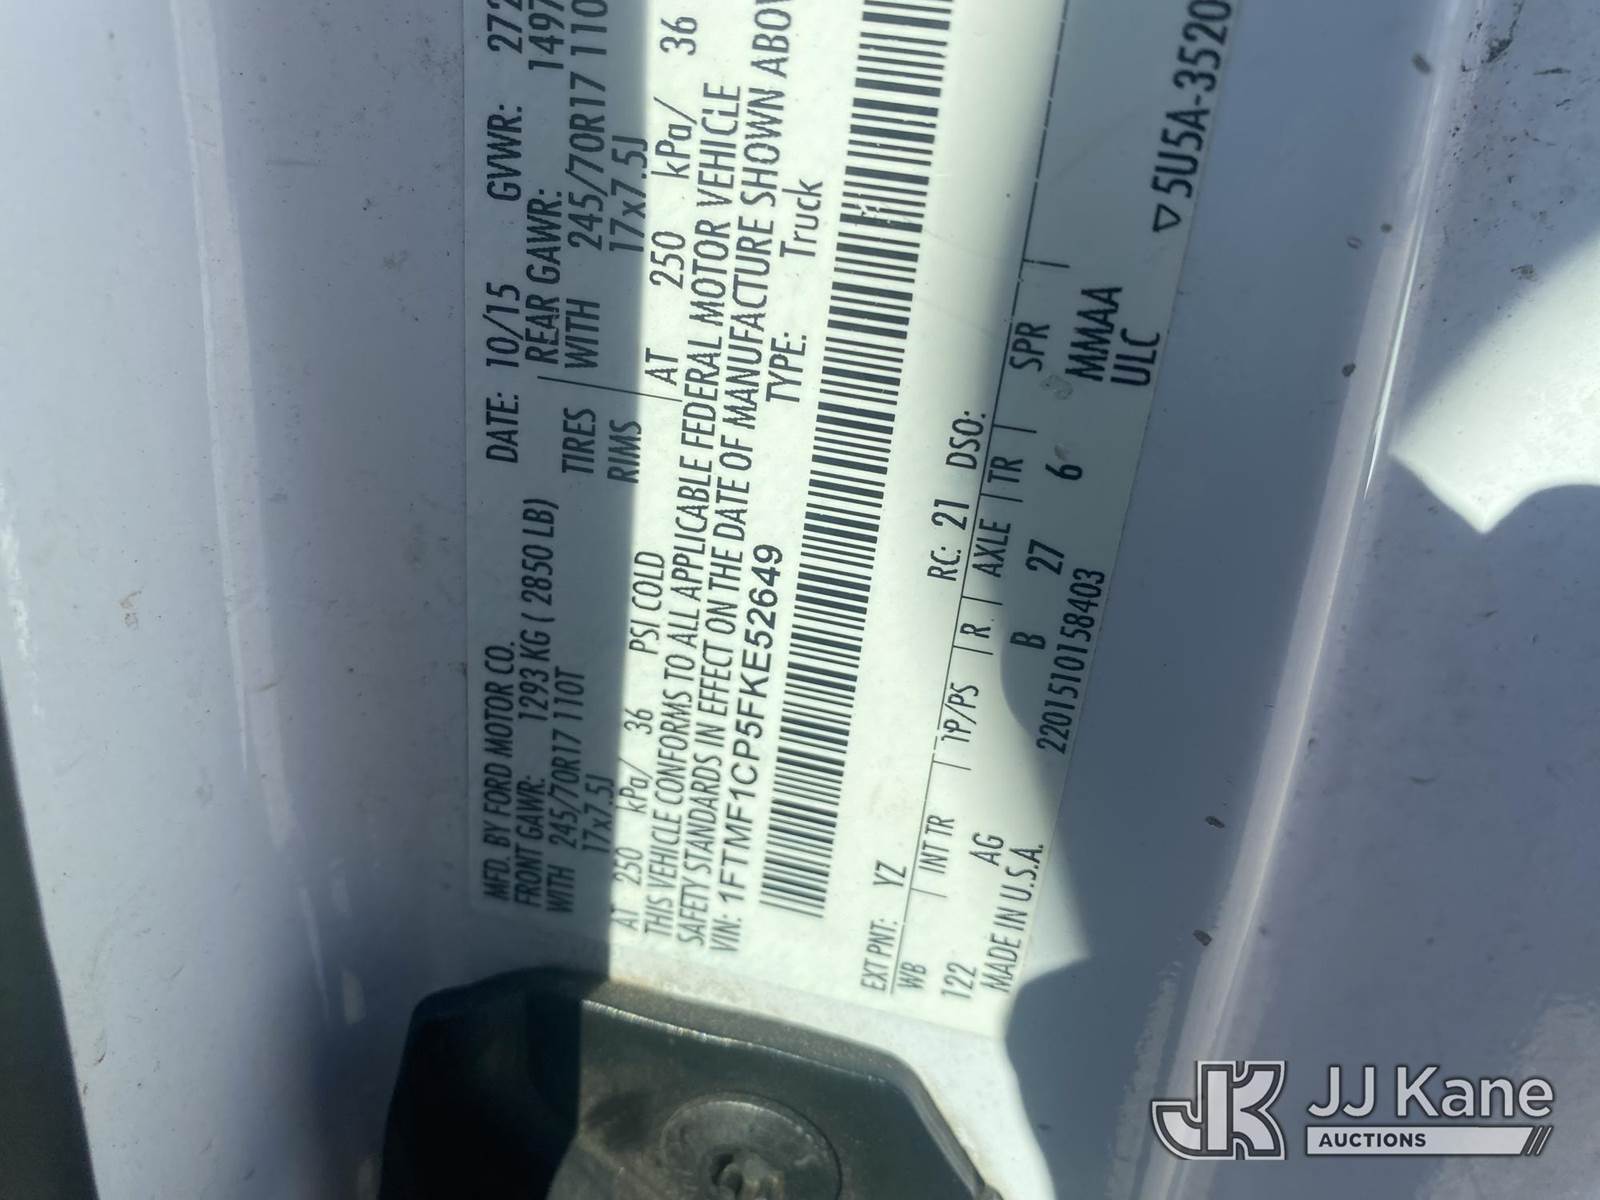 MFD. BY FORD MOTOR CO.
DATE: 10/15 GVWR: 272
FRONT GAWR: 1293 KG ( 2850 LB)
REAR GAWR: 1497
WITH 245/70R17 110T TIRES WITH 245/70R17 110
17x7.5J RIMS 17x7.5J
AT 250 kPa/ 36 PSI COLD AT 250 kPa/ 36
THIS VEHICLE CONFORMS TO ALL APPLICABLE FEDERAL MOTOR VEHICLE
SAFETY STANDARDS IN EFFECT ON THE DATE OF MANUFACTURE SHOWN ABOV
VIN: 1FTMF1CP5FKE52649 TYPE: Truck
EXT PNT: YZ RC: 21 DSO:
WB INT TR TP/PS R AXLE TR SPR
122 AG B 27 6 MMAA
MADE IN U.S.A. 2201510158403 ULC
5U5A-3520
JJ Kane
AUCTIONS